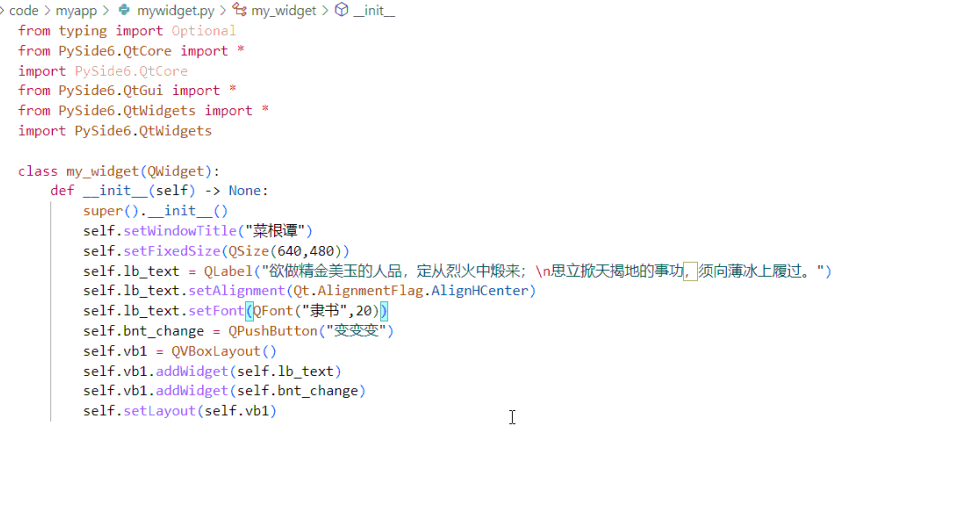 code > myapp > mywidget.py > my_widget > __init__
from typing import Optional
from PySide6.QtCore import *
import PySide6.QtCore
from PySide6.QtGui import *
from PySide6.QtWidgets import *
import PySide6.QtWidgets
class my_widget(QWidget):
    def __init__(self) -> None:
        super().__init__()
        self.setWindowTitle("菜根谭")
        self.setFixedSize(QSize(640,480))
        self.lb_text = QLabel("欲做精金美玉的人品，定从烈火中煅来；\n思立掀天揭地的事功，须向薄冰上履过。")
        self.lb_text.setAlignment(Qt.AlignmentFlag.AlignHCenter)
        self.lb_text.setFont(QFont("隶书",20))
        self.bnt_change = QPushButton("变变变")
        self.vb1 = QVBoxLayout()
        self.vb1.addWidget(self.lb_text)
        self.vb1.addWidget(self.bnt_change)
        self.setLayout(self.vb1)